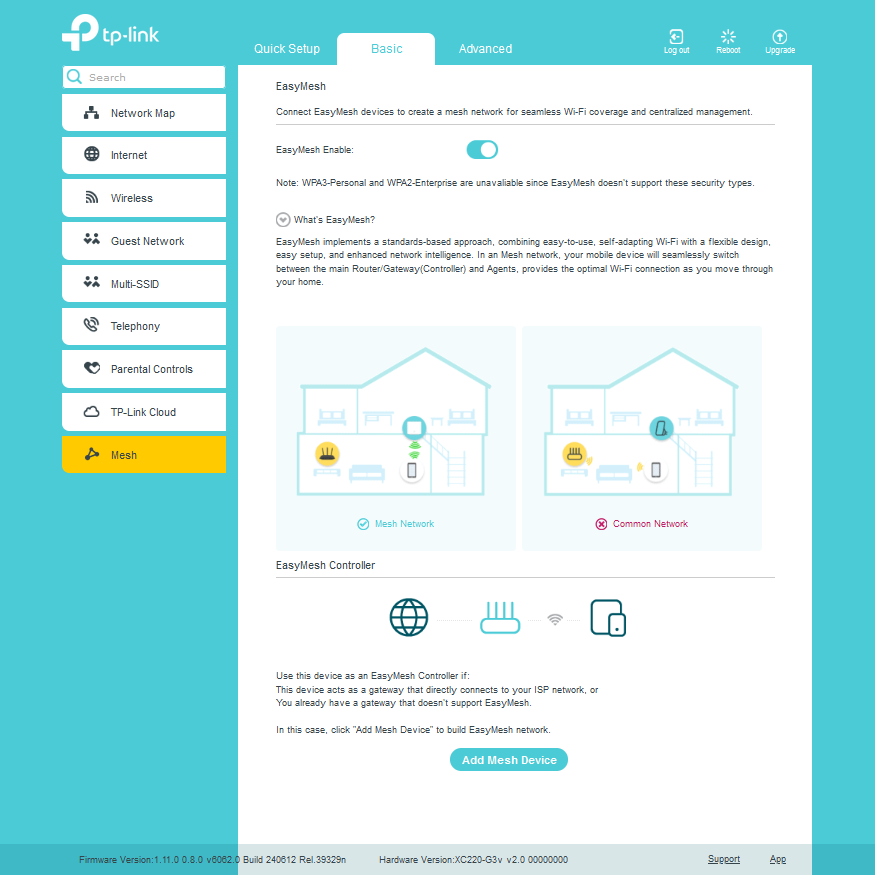 tp-link
Quick Setup
Basic
Advanced
Log out
Reboot
Upgrade
Search
Network Map
Internet
Wireless
Guest Network
Multi-SSID
Telephony
Parental Controls
TP-Link Cloud
Mesh
EasyMesh
Connect EasyMesh devices to create a mesh network for seamless Wi-Fi coverage and centralized management.
EasyMesh Enable:
Note: WPA3-Personal and WPA2-Enterprise are unavaliable since EasyMesh doesn't support these security types.
What's EasyMesh?
EasyMesh implements a standards-based approach, combining easy-to-use, self-adapting Wi-Fi with a flexible design,
easy setup, and enhanced network intelligence. In an Mesh network, your mobile device will seamlessly switch
between the main Router/Gateway(Controller) and Agents, provides the optimal Wi-Fi connection as you move through
your home.
Mesh Network
Common Network
EasyMesh Controller
Use this device as an EasyMesh Controller if:
This device acts as a gateway that directly connects to your ISP network, or
You already have a gateway that doesn't support EasyMesh.
In this case, click "Add Mesh Device" to build EasyMesh network.
Add Mesh Device
Firmware Version:1.11.0 0.8.0 v6062.0 Build 240612 Rel.39329n
Hardware Version:XC220-G3v v2.0 00000000
Support
App